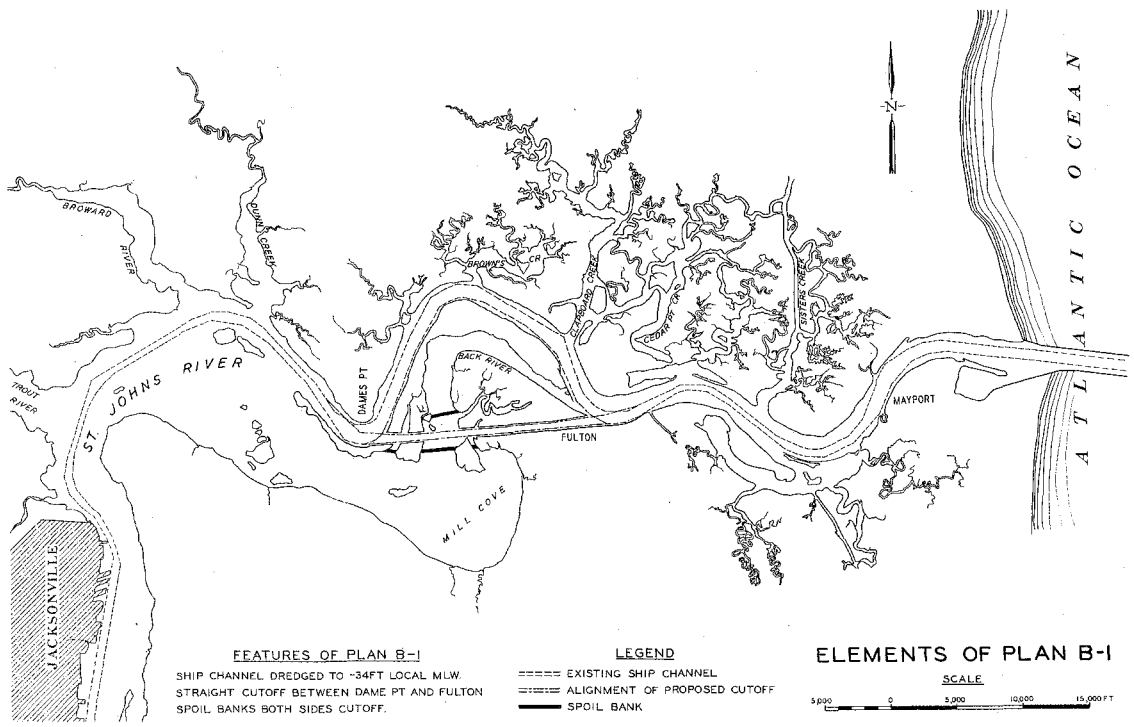 ATLANTIC OCEAN
N
BROWARD
RIVER
DUNN CREEK
BROWN'S CR
CLAPBOARD CREEK
CEDAR PT CR
SISTERS CREEK
BACK RIVER
DAMES PT
ST. JOHNS RIVER
TROUT
RIVER
MAYPORT
FULTON
MILL COVE
JACKSONVILLE
FEATURES OF PLAN B-1
SHIP CHANNEL DREDGED TO -34FT LOCAL MLW.
STRAIGHT CUTOFF BETWEEN DAME PT AND FULTON
SPOIL BANKS BOTH SIDES CUTOFF.
LEGEND
EXISTING SHIP CHANNEL
ALIGNMENT OF PROPOSED CUTOFF
SPOIL BANK
ELEMENTS OF PLAN B-1
SCALE
5,000 0 5,000 10,000 15,000 FT